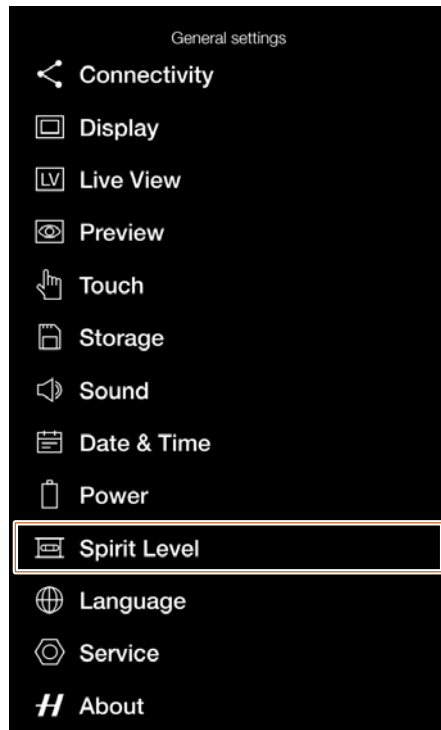 General settings
Connectivity
Display
LV Live View
Preview
Touch
Storage
Sound
Date & Time
Power
Spirit Level
Language
Service
H About